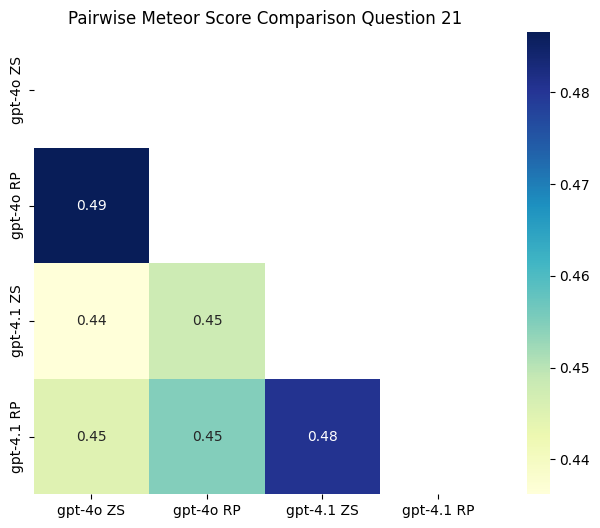 Pairwise Meteor Score Comparison Question 21
gpt-4o ZS
gpt-4o RP
0.49
gpt-4.1 ZS
0.44 0.45
gpt-4.1 RP
0.45 0.45 0.48
gpt-4o ZS gpt-4o RP gpt-4.1 ZS gpt-4.1 RP
0.48
0.47
0.46
0.45
0.44